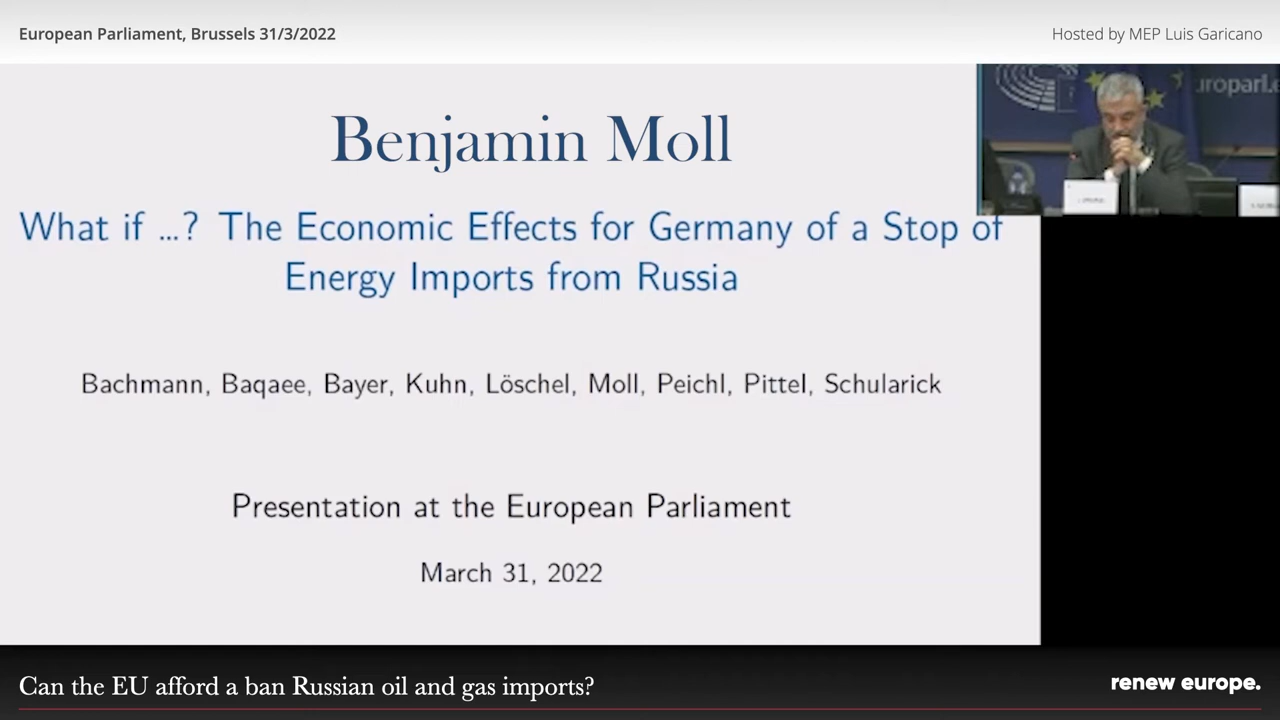 European Parliament, Brussels 31/3/2022
Hosted by MEP Luis Garicano
Benjamin Moll
What if ...? The Economic Effects for Germany of a Stop of
Energy Imports from Russia
Bachmann, Baqaee, Bayer, Kuhn, Löschel, Moll, Peichl, Pittel, Schularick
Presentation at the European Parliament
March 31, 2022
Can the EU afford a ban Russian oil and gas imports?
renew europe.